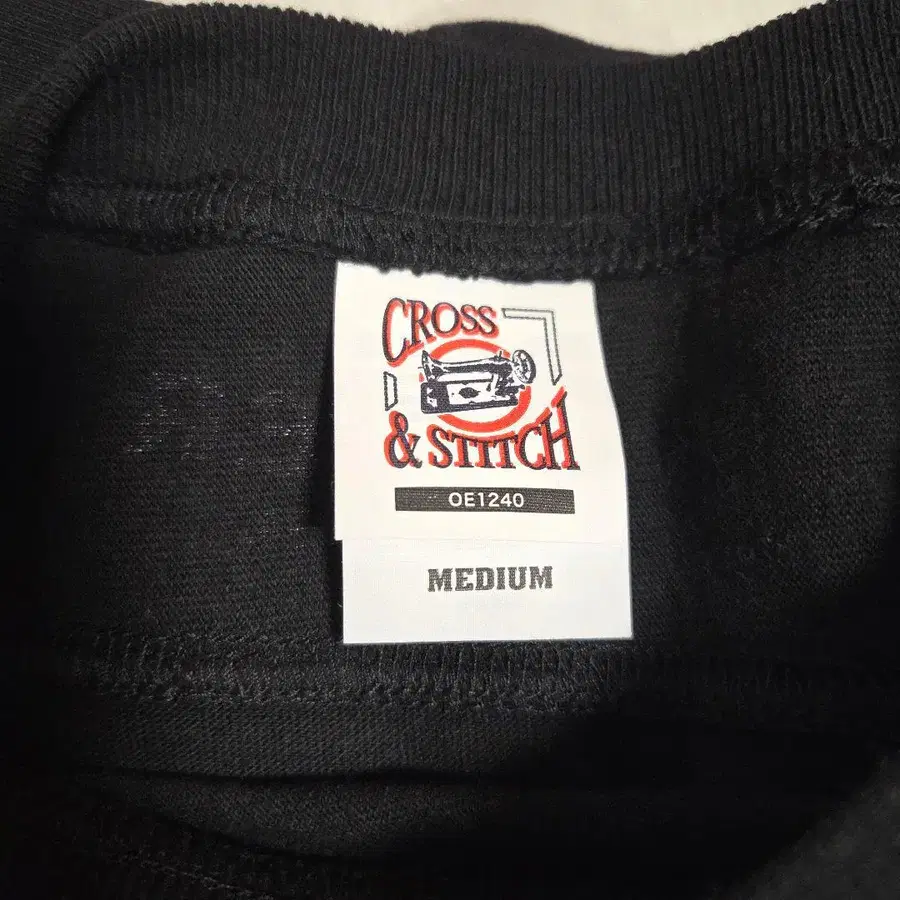 CROSS
& STITCH
OE1240
MEDIUM